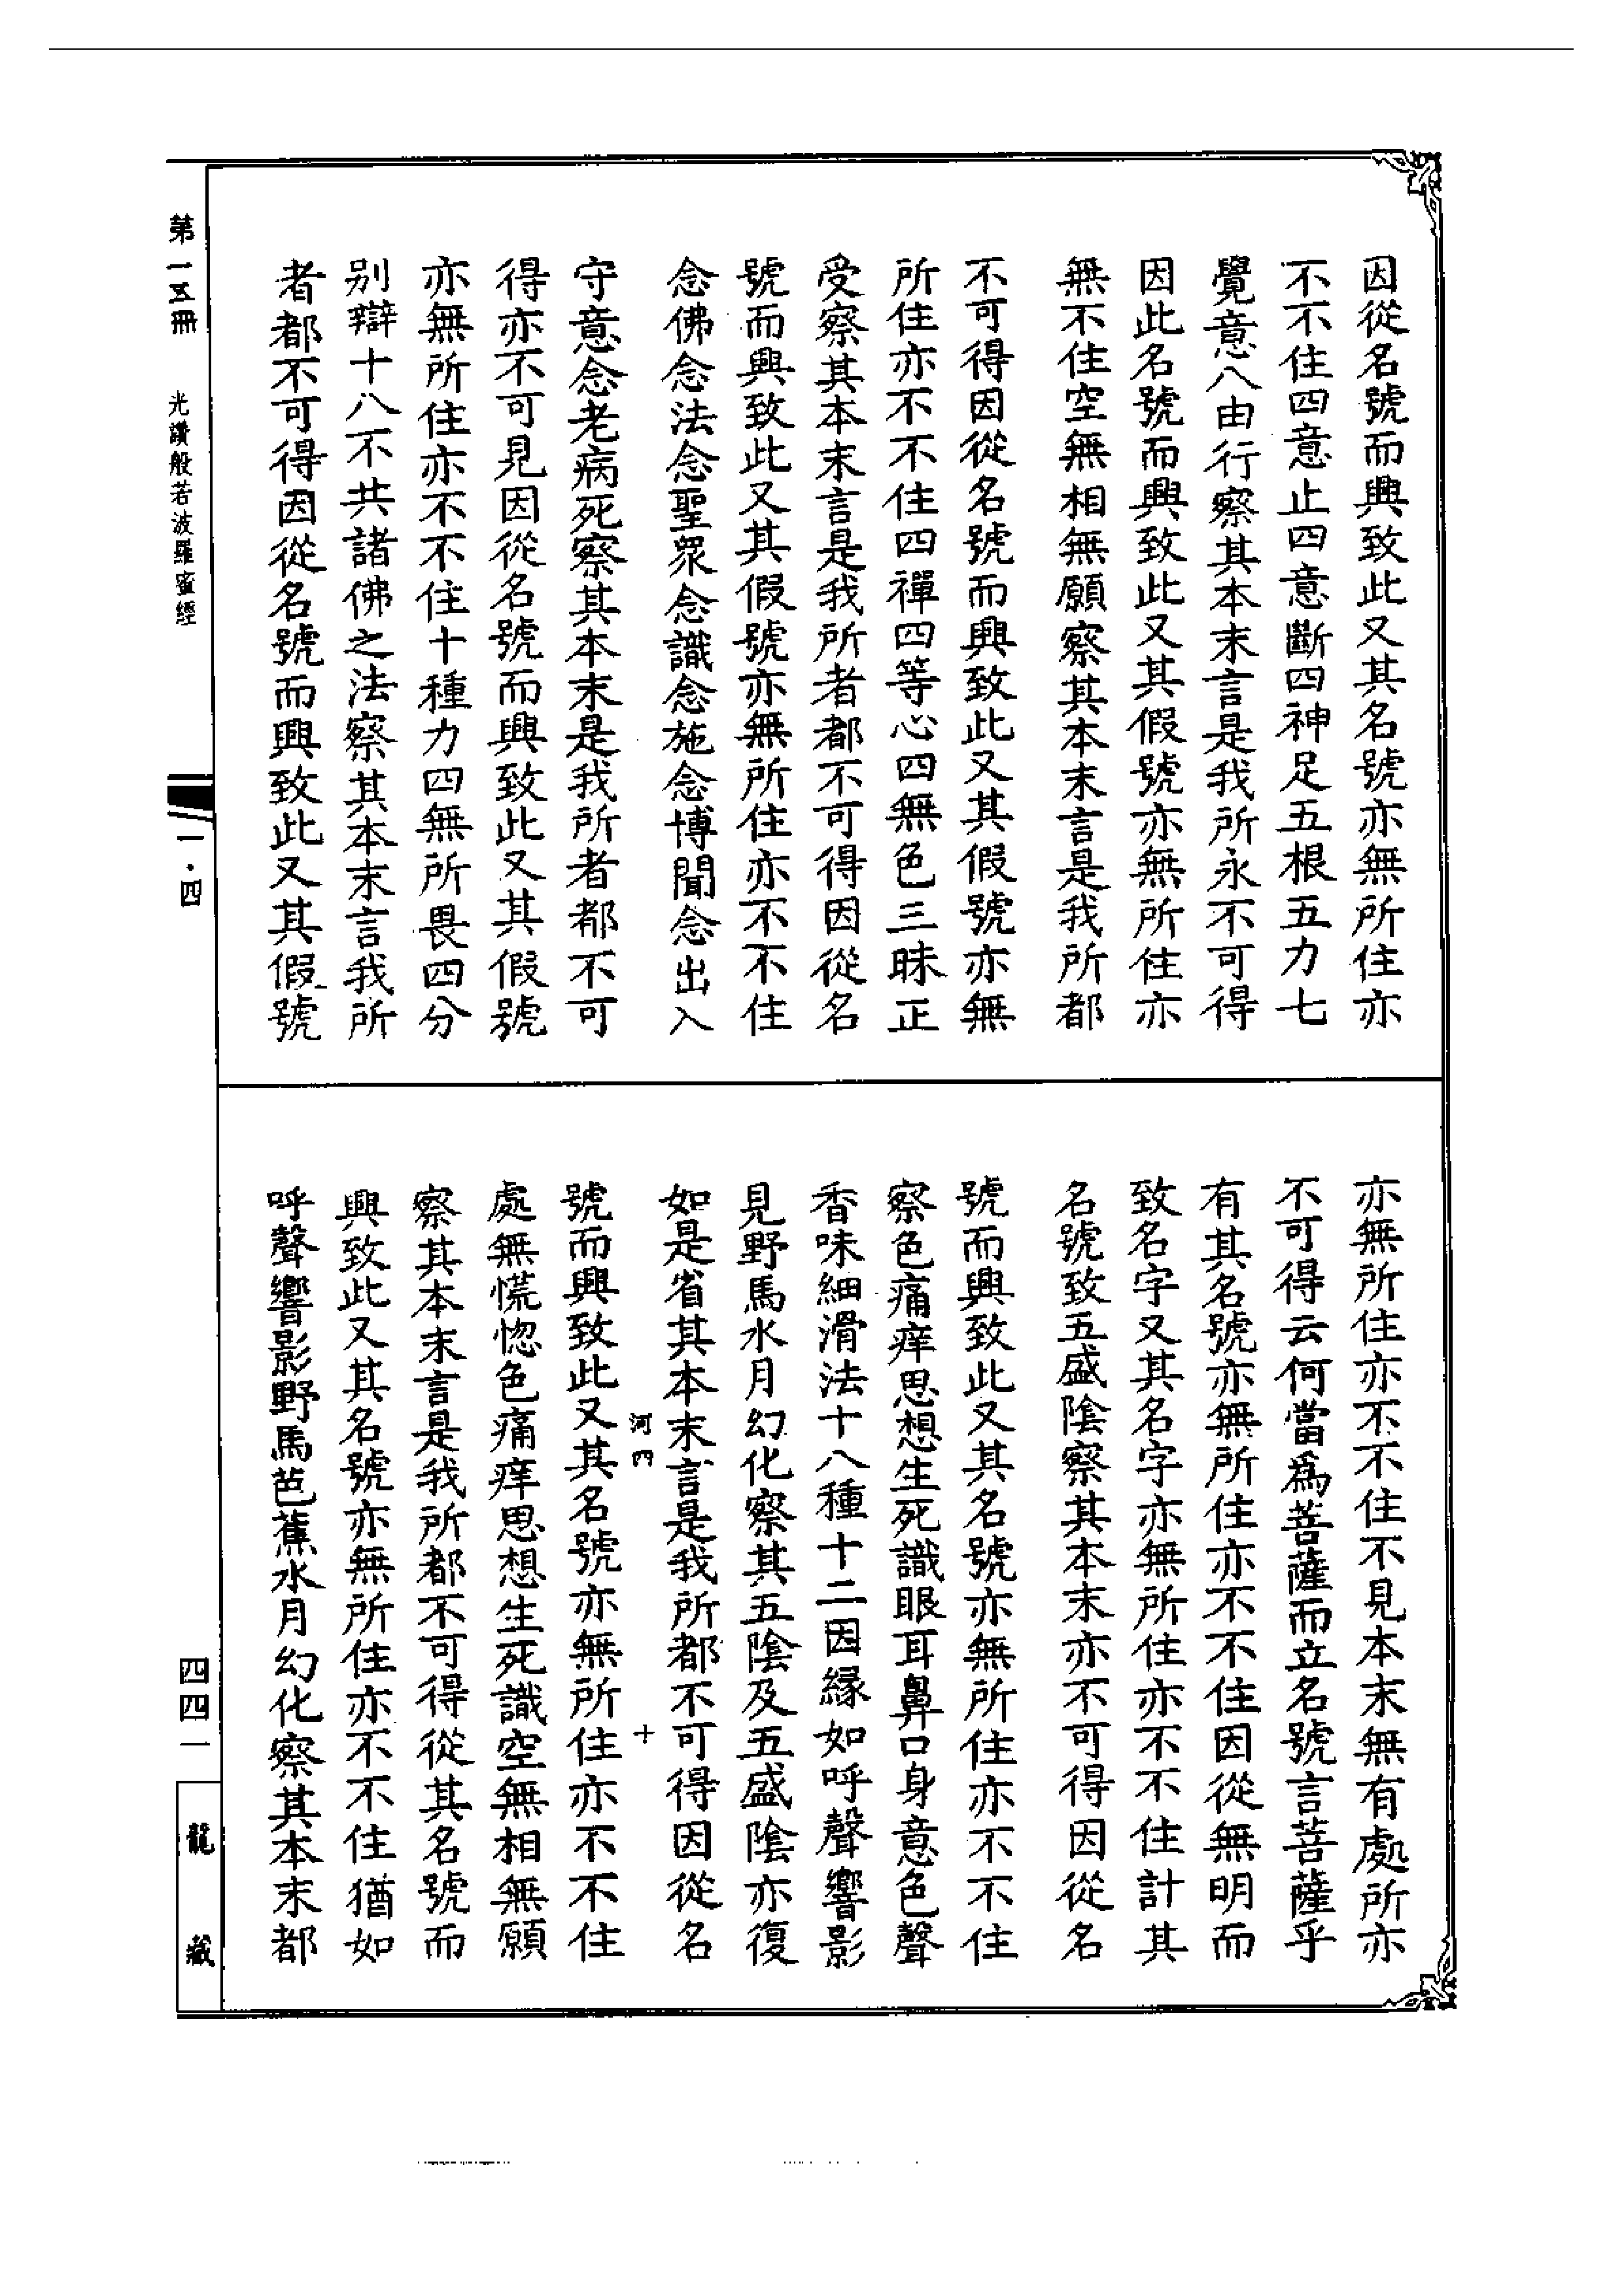 因從名號而興致此又其名號亦無所住亦
不不住四意止四意斷四神足五根五力七
覺意八由行察其本末言是我所永不可得
因此名號而興致此又其假號亦無所住亦
無不住空無相無願察其本末言是我所都
不可得因從名號而興致此又其假號亦無
所住亦不不住四禪四等心四無色三昧正
受察其本末言是我所者都不可得因從名
號而興致此又其假號亦無所住亦不不住
念佛念法念聖眾念識念施念博聞念出入
守意念老病死察其本末是我所者都不可
得亦不可見因從名號而興致此又其假號
亦無所住亦不不住十種力四無所畏四分
別辯十八不共諸佛之法察其本末言我所
者都不可得因從名號而興致此又其假號
亦無所住亦不不住不見本末無有處所亦
不可得云何當為菩薩而立名號言菩薩乎
有其名號亦無所住亦不不住因從無明而
致名字又其名字亦無所住亦不不住計其
名號致五盛陰察其本末亦不可得因從名
號而興致此又其名號亦無所住亦不不住
察色痛痒思想生死識眼耳鼻口身意色聲
香味細滑法十八種十二因緣如呼聲響影
見野馬水月幻化察其五陰及五盛陰亦復
如是省其本末言是我所都不可得因從名
河四 十
號而興致此又其名號亦無所住亦不不住
處無慌惚色痛痒思想生死識空無相無願
察其本末言是我所都不可得從其名號而
興致此又其名號亦無所住亦不不住猶如
呼聲響影野馬芭蕉水月幻化察其本末都
第一五冊 光讚般若波羅蜜經 一·四 四四一 龍藏